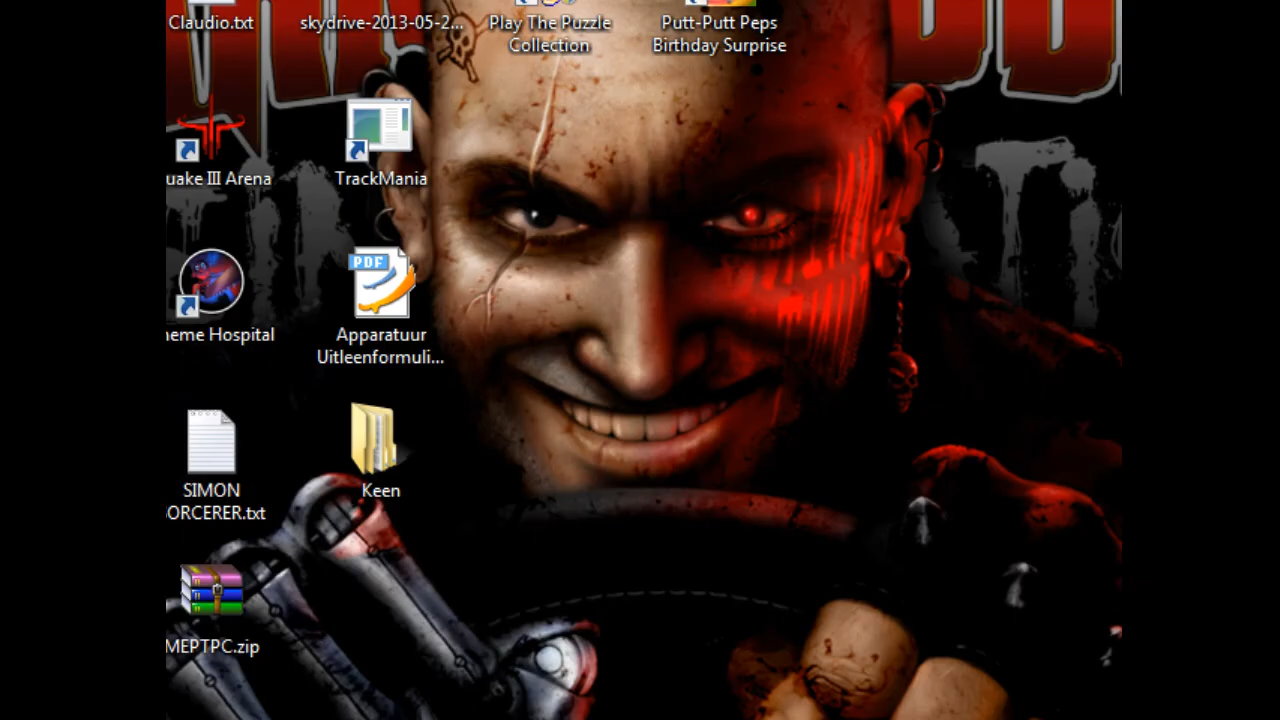 Claudio.txt
skydrive-2013-05-2...
Play The Puzzle
Collection
Putt-Putt Peps
Birthday Surprise
uake III Arena
TrackMania
heme Hospital
PDF
Apparatuur
Uitleenformuli...
SIMON
ORCERER.txt
Keen
MEPTPC.zip